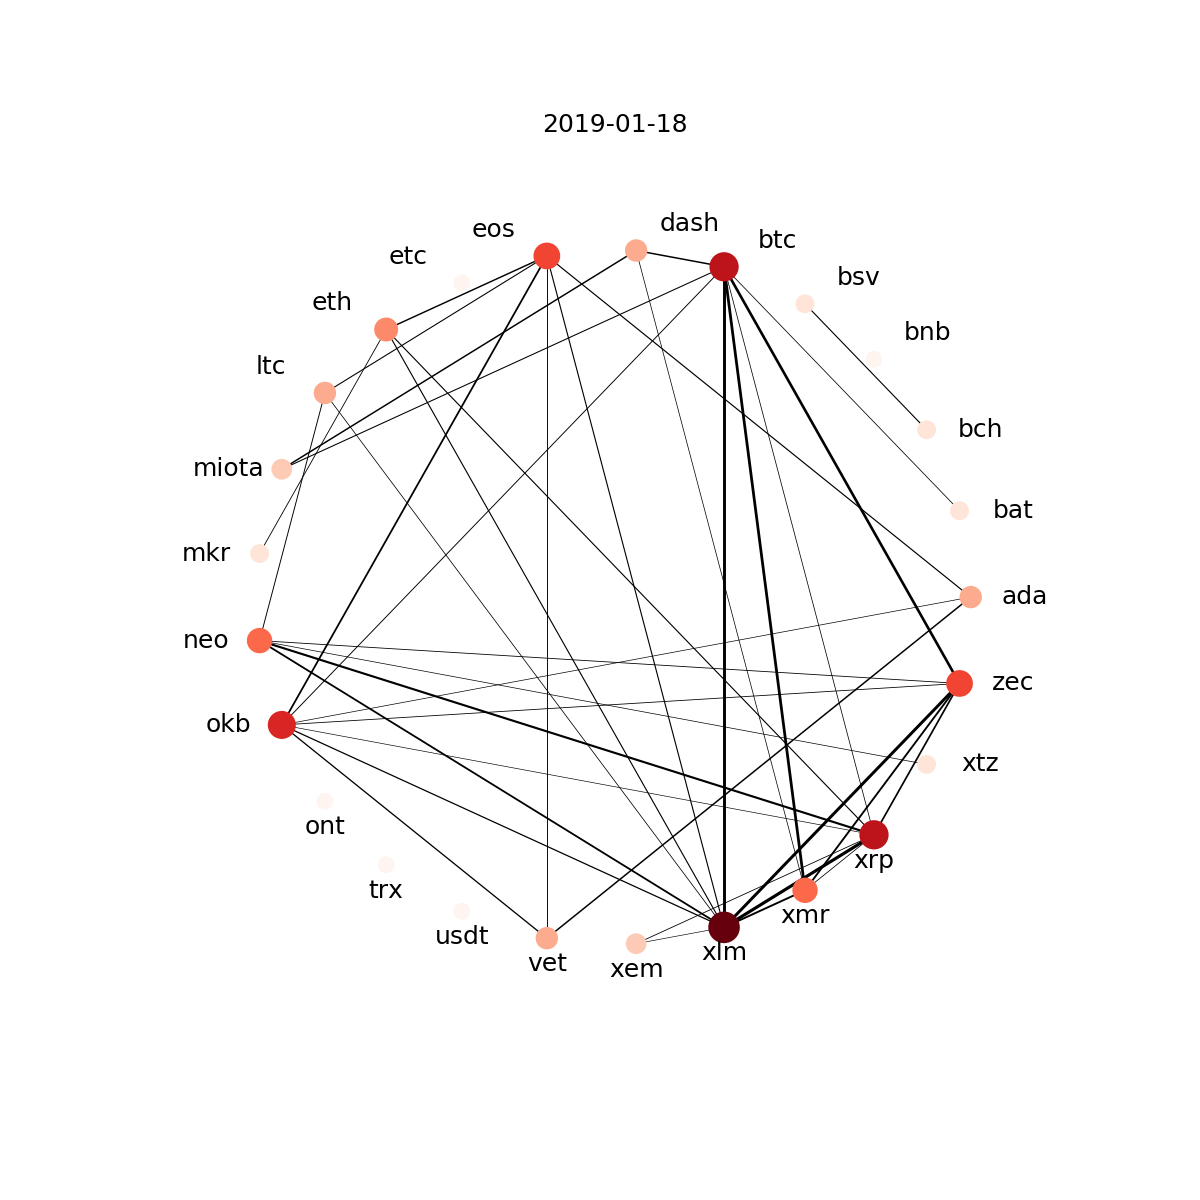 2019-01-18
dash
eos
btc
etc
bsv
eth
bnb
ltc
bch
miota
bat
mkr
ada
neo
zec
okb
xtz
ont
xrp
trx
xmr
usdt
xlm
vet
xem